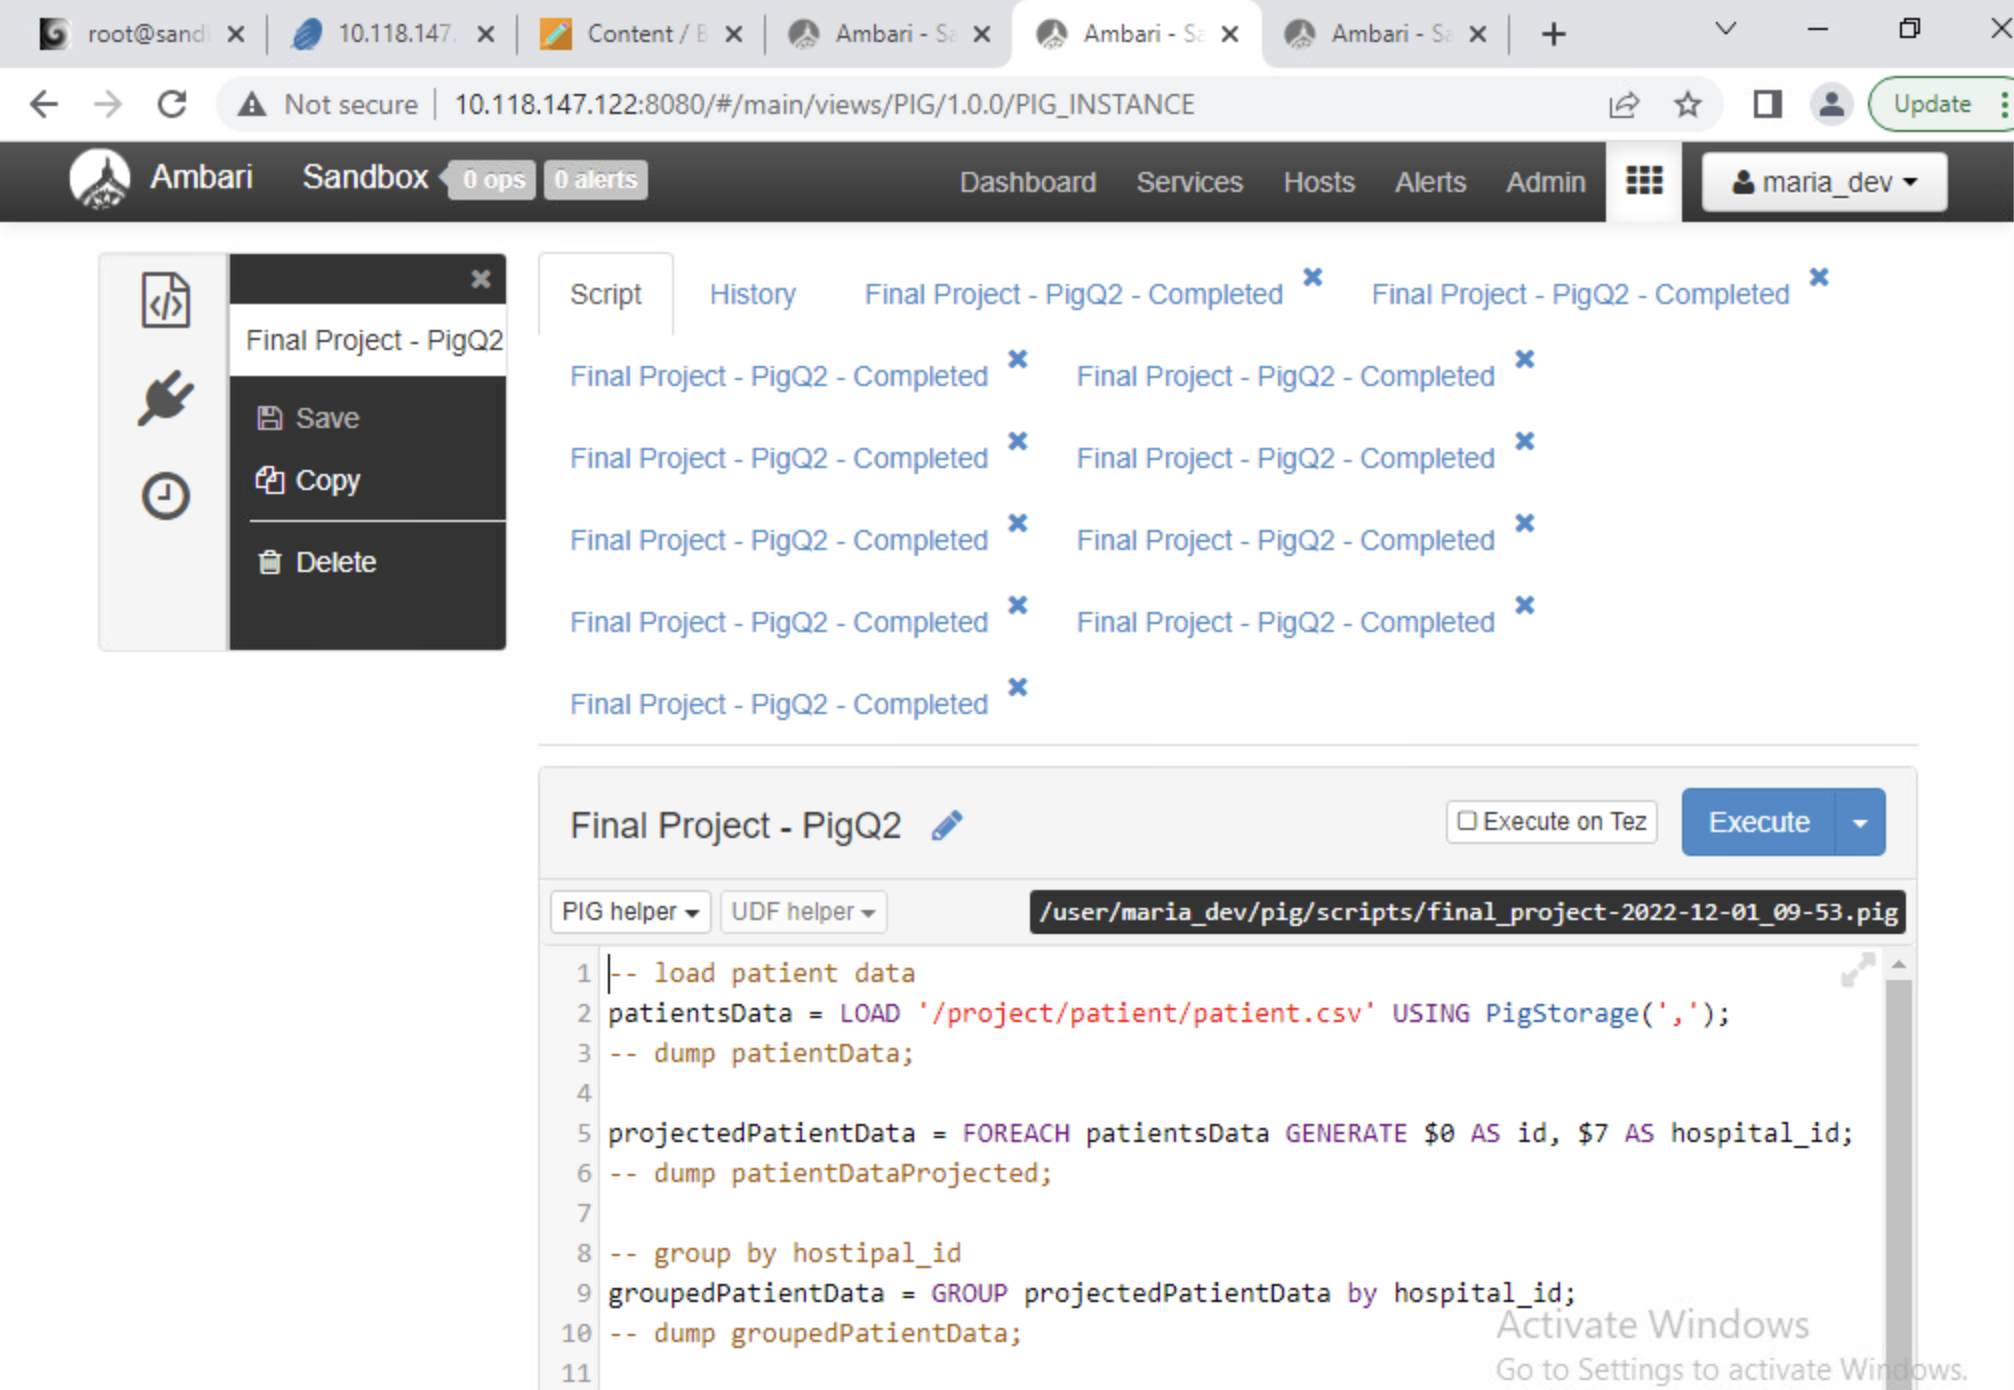 root@sand
10.118.147.
Content / B
Ambari - Sa
Ambari - Sa
Ambari - Sa
Not secure
10.118.147.122:8080/#/main/views/PIG/1.0.0/PIG_INSTANCE
Update
Ambari
Sandbox
0 ops
0 alerts
Dashboard
Services
Hosts
Alerts
Admin
maria_dev
Final Project - PigQ2
Save
Copy
Delete
Script
History
Final Project - PigQ2 - Completed
Final Project - PigQ2 - Completed
Final Project - PigQ2 - Completed
Final Project - PigQ2 - Completed
Final Project - PigQ2 - Completed
Final Project - PigQ2 - Completed
Final Project - PigQ2 - Completed
Final Project - PigQ2 - Completed
Final Project - PigQ2 - Completed
Final Project - PigQ2 - Completed
Final Project - PigQ2 - Completed
Final Project - PigQ2
Execute on Tez
Execute
PIG helper
UDF helper
/user/maria_dev/pig/scripts/final_project-2022-12-01_09-53.pig
1 -- load patient data
2 patientsData = LOAD '/project/patient/patient.csv' USING PigStorage(',');
3 -- dump patientData;
4
5 projectedPatientData = FOREACH patientsData GENERATE $0 AS id, $7 AS hospital_id;
6 -- dump patientDataProjected;
7
8 -- group by hostipal_id
9 groupedPatientData = GROUP projectedPatientData by hospital_id;
10 -- dump groupedPatientData;
11
Activate Windows
Go to Settings to activate Windows.